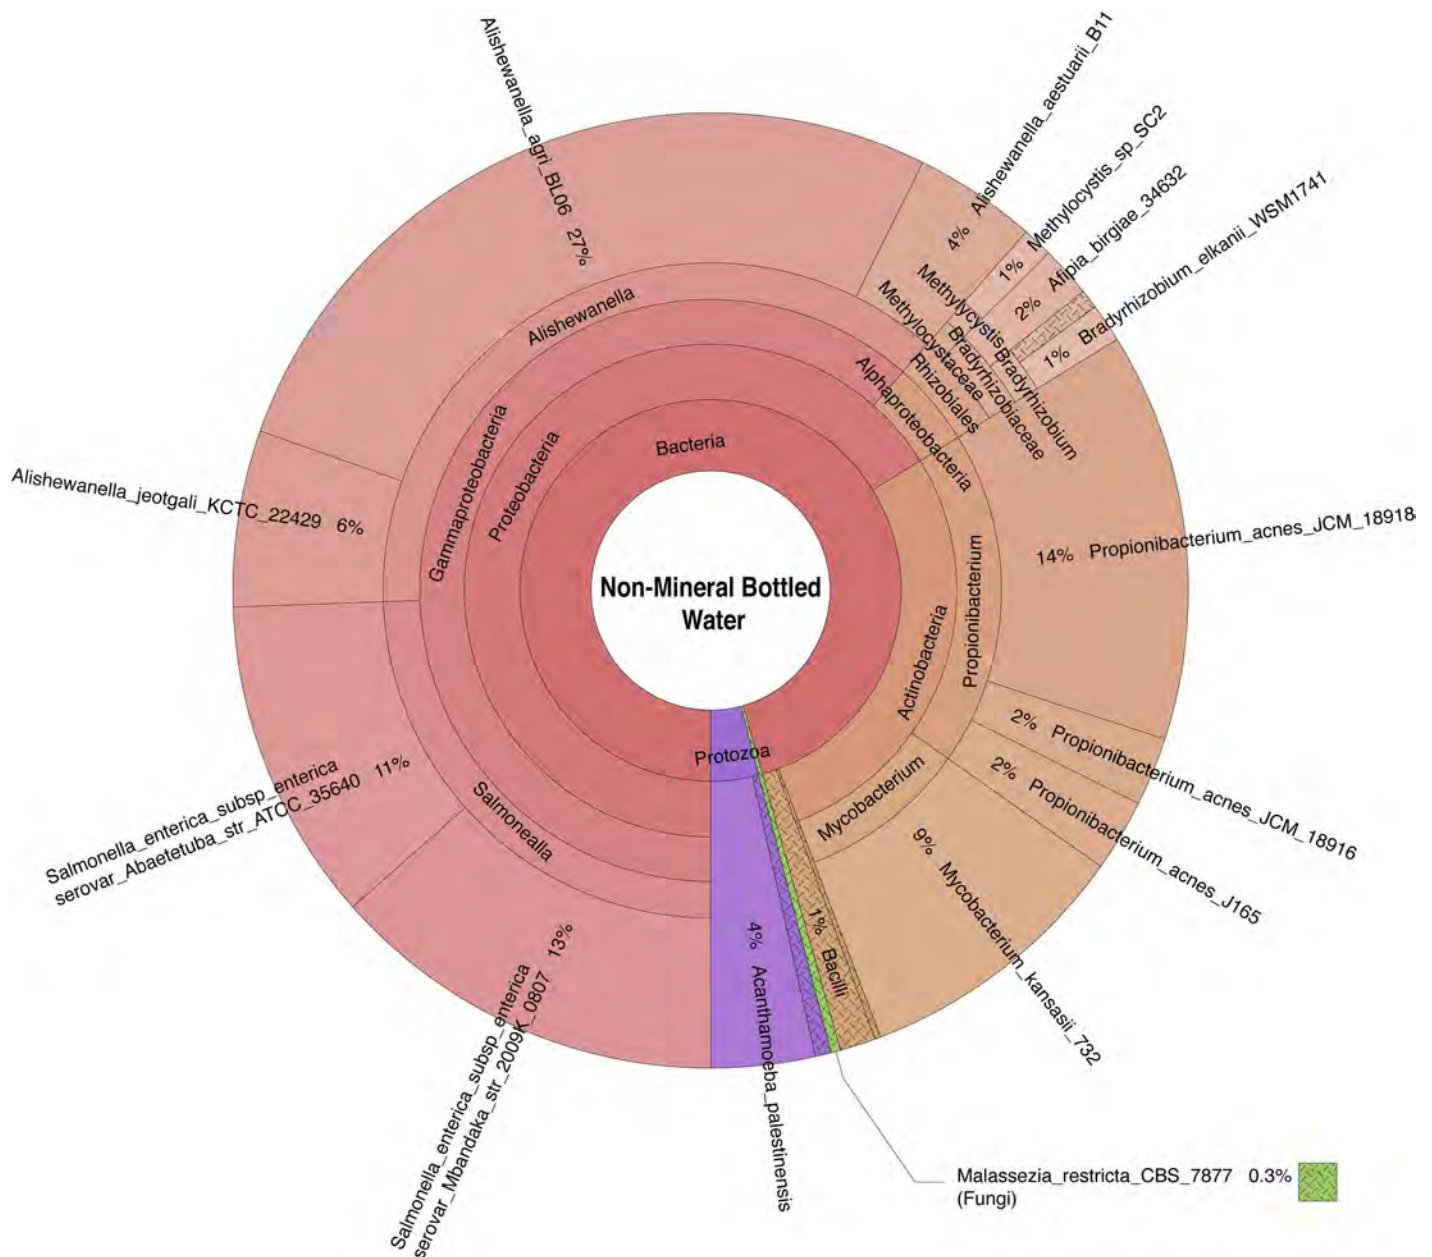 Alishewanella_agri_BL06 27%
4% Alishewanella_aestuarii_B11
1% Methylocystis_sp_SC2
2% Afipia_birgiae_34632
1% Bradyrhizobium_elkanii_WSM1741
Methylycystis
Methylocystaceae
Bradyrhizobium
Bradyrhizobiaceae
Rhizobiales
Alphaproteobacteria
Alishewanella
Gammaproteobacteria
Proteobacteria
Bacteria
Alishewanella_jeotgali_KCTC_22429 6%
Non-Mineral Bottled
Water
14% Propionibacterium_acnes_JCM_18918
Propionibacterium
Actinobacteria
2% Propionibacterium_acnes_JCM_18916
2% Propionibacterium_acnes_J165
Mycobacterium
9% Mycobacterium_kansasii_732
Protozoa
Salmonealla
Salmonella_enterica_subsp_enterica
serovar_Abaetetuba_str_ATCC_35640 11%
Salmonella_enterica_subsp_enterica
serovar_Mbandaka_str_2009K_0807 13%
4% Acanthamoeba_palestinensis
1% Bacilli
Malassezia_restricta_CBS_7877 0.3%
(Fungi)